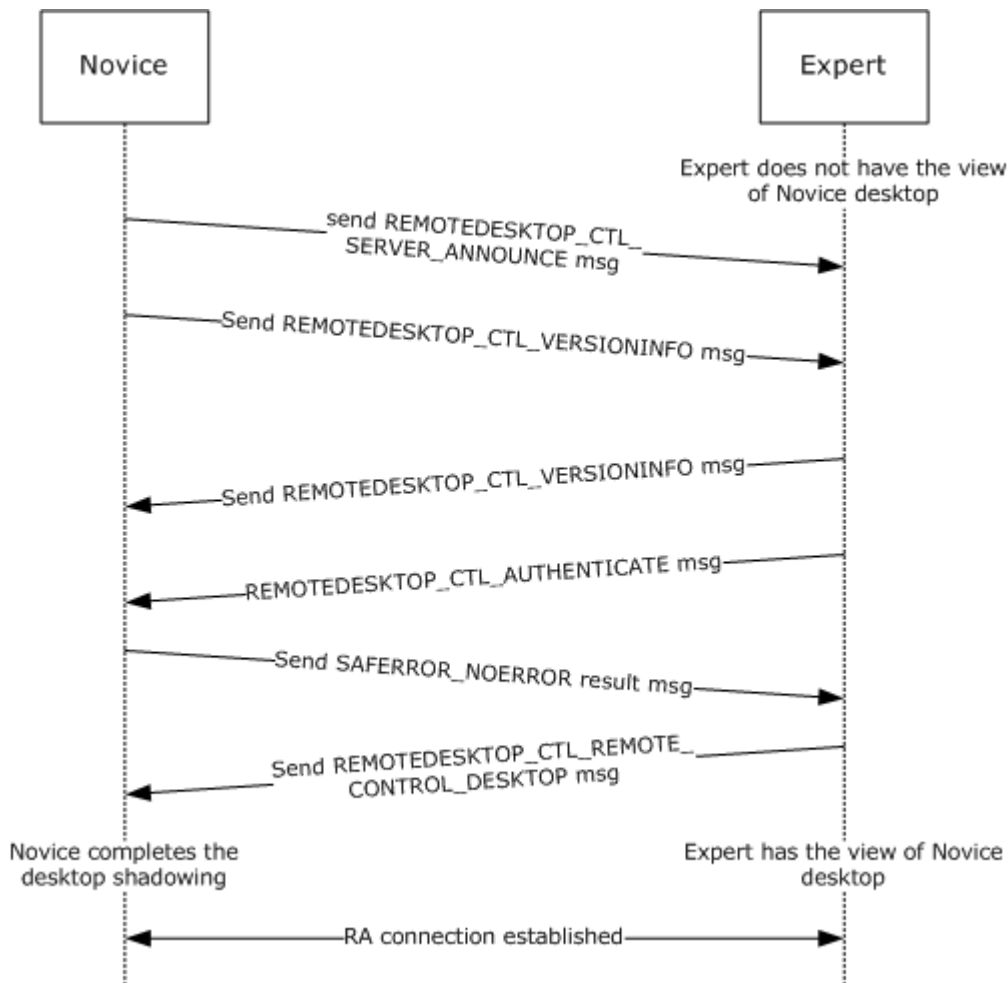 Novice
Expert
Expert does not have the view
of Novice desktop
send REMOTEDESKTOP_CTL_
SERVER_ANNOUNCE msg
Send REMOTEDESKTOP_CTL_VERSIONINFO msg
Send REMOTEDESKTOP_CTL_VERSIONINFO msg
REMOTEDESKTOP_CTL_AUTHENTICATE msg
Send SAFERROR_NOERROR result msg
Send REMOTEDESKTOP_CTL_REMOTE_
CONTROL_DESKTOP msg
Novice completes the
desktop shadowing
Expert has the view of Novice
desktop
RA connection established